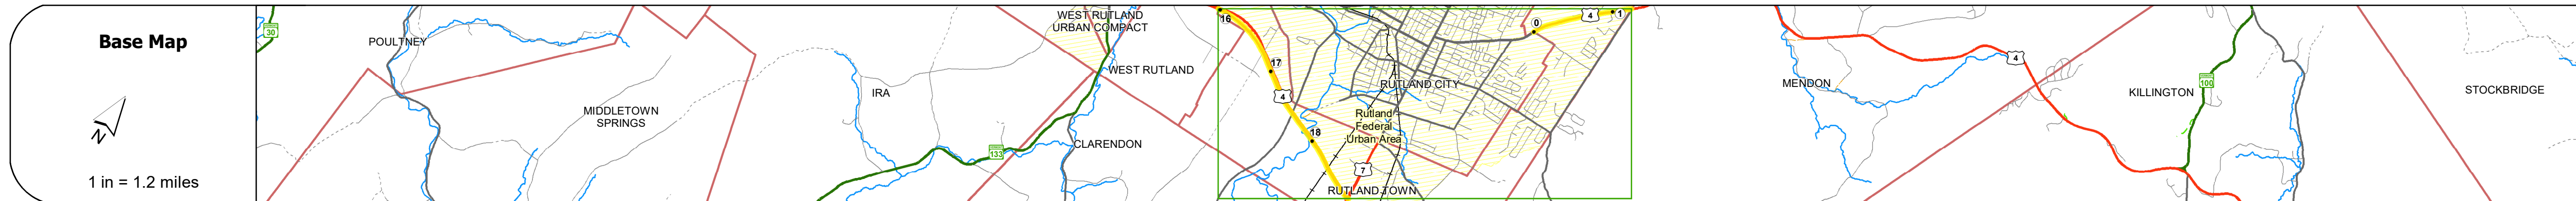 Base Map
N
1 in = 1.2 miles
30
POULTNEY
MIDDLETOWN
SPRINGS
IRA
133
WEST RUTLAND
URBAN COMPACT
WEST RUTLAND
CLARENDON
16
17
4
18
7
RUTLAND CITY
Rutland
Federal
Urban Area
RUTLAND TOWN
0
4
1
MENDON
4
KILLINGTON
100
STOCKBRIDGE